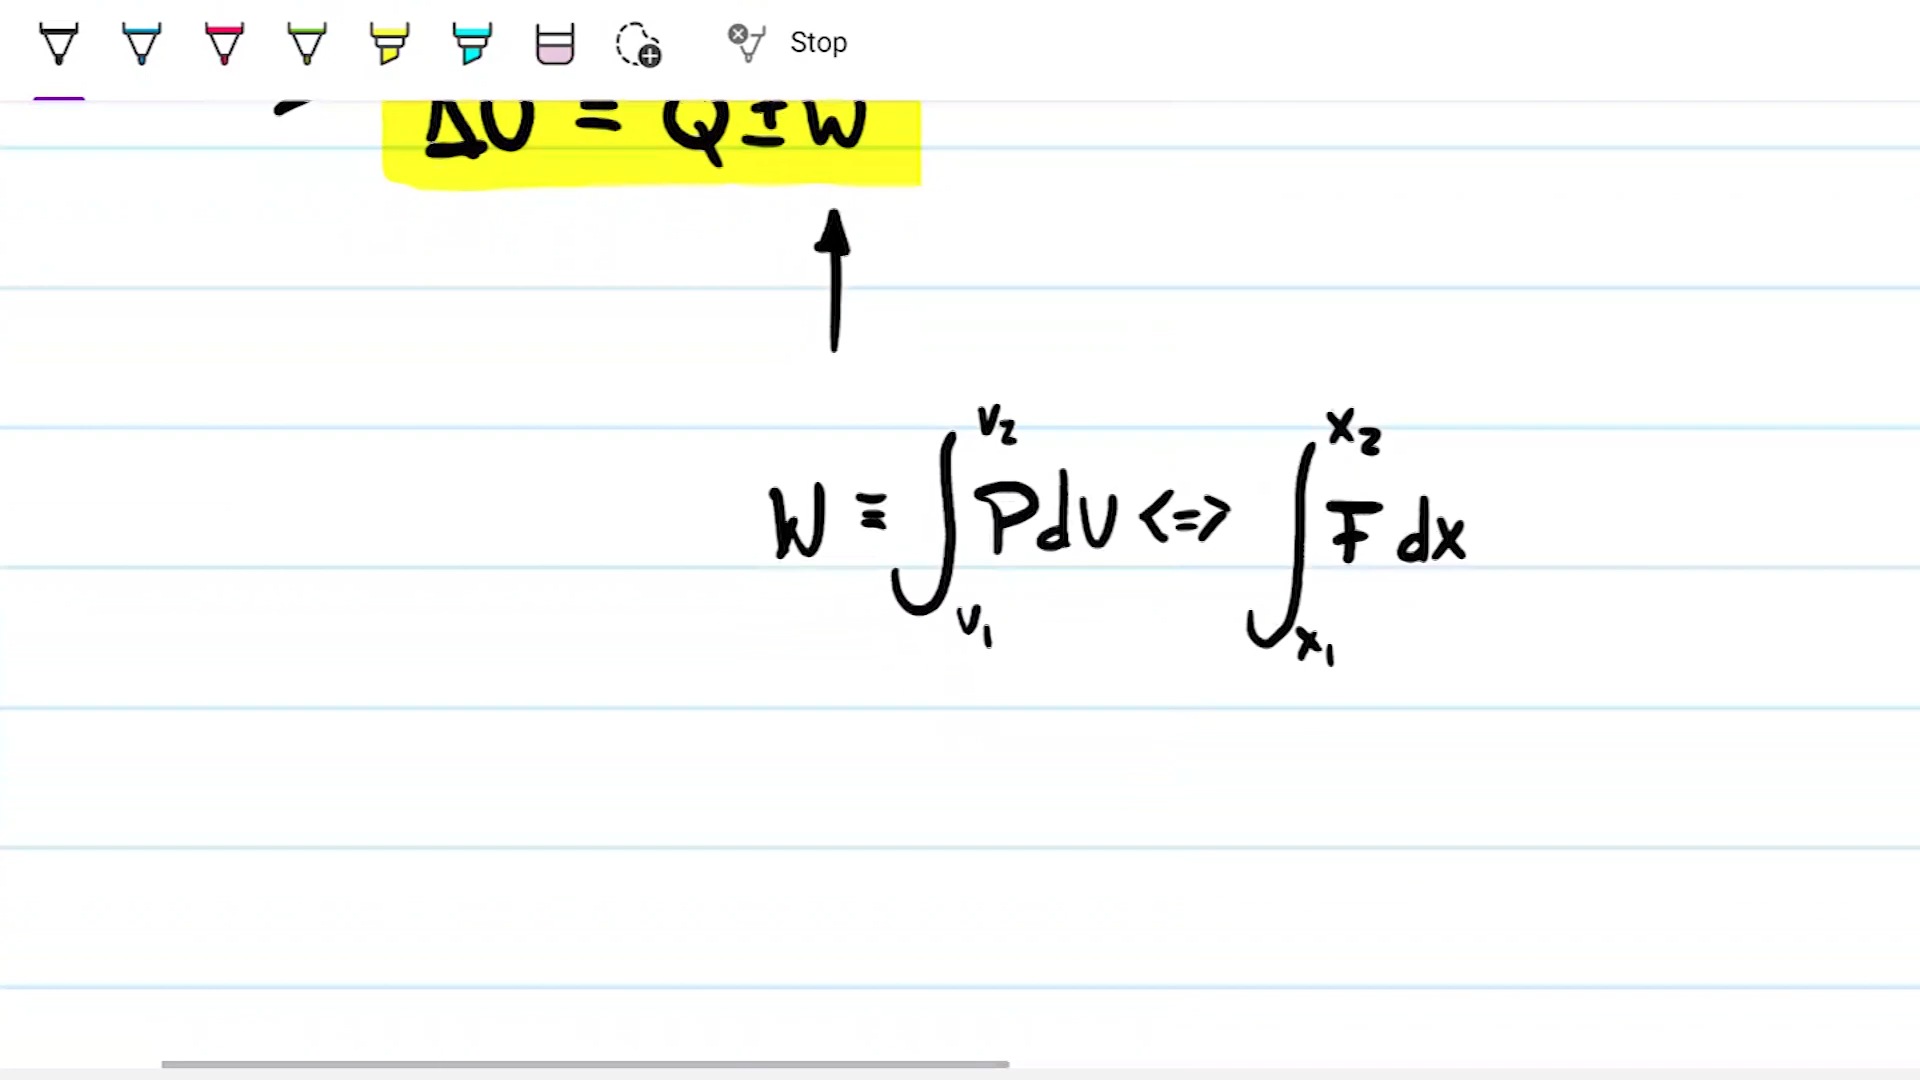 Stop
ΔU = Q ± W
W ≡ ∫_{V₁}^{V₂} P dV <=> ∫_{x₁}^{x₂} F dx